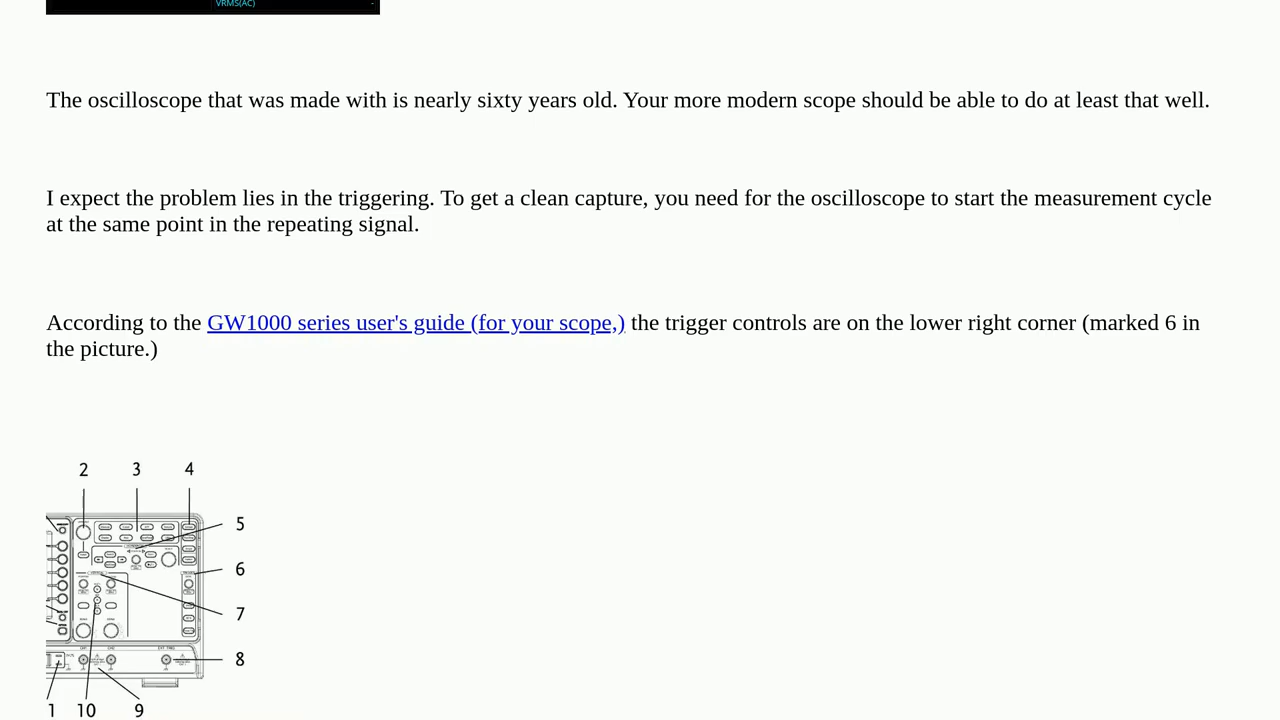 VRMS(AC) -
The oscilloscope that was made with is nearly sixty years old. Your more modern scope should be able to do at least that well.
I expect the problem lies in the triggering. To get a clean capture, you need for the oscilloscope to start the measurement cycle
at the same point in the repeating signal.
According to the GW1000 series user's guide (for your scope,) the trigger controls are on the lower right corner (marked 6 in
the picture.)
2 3 4
5
6
7
8
1 10 9